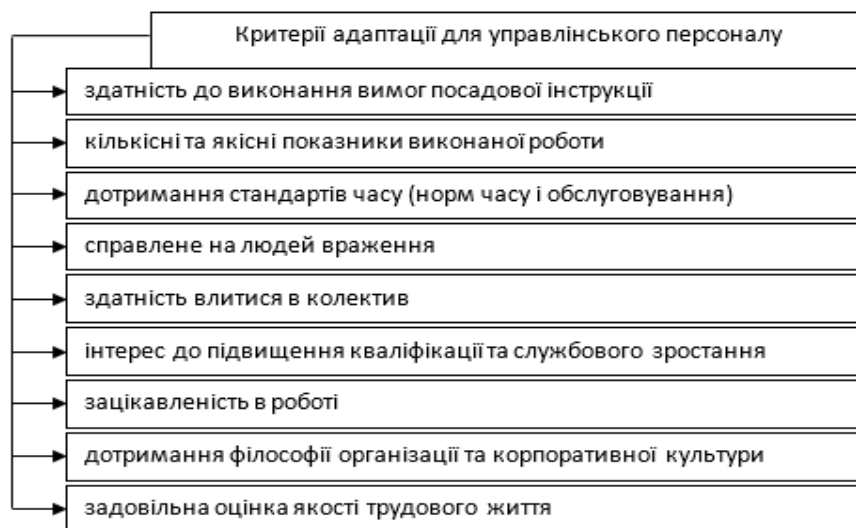 Критерії адаптації для управлінського персоналу
здатність до виконання вимог посадової інструкції
кількісні та якісні показники виконаної роботи
дотримання стандартів часу (норм часу і обслуговування)
справлене на людей враження
здатність влитися в колектив
інтерес до підвищення кваліфікації та службового зростання
зацікавленість в роботі
дотримання філософії організації та корпоративної культури
задовільна оцінка якості трудового життя